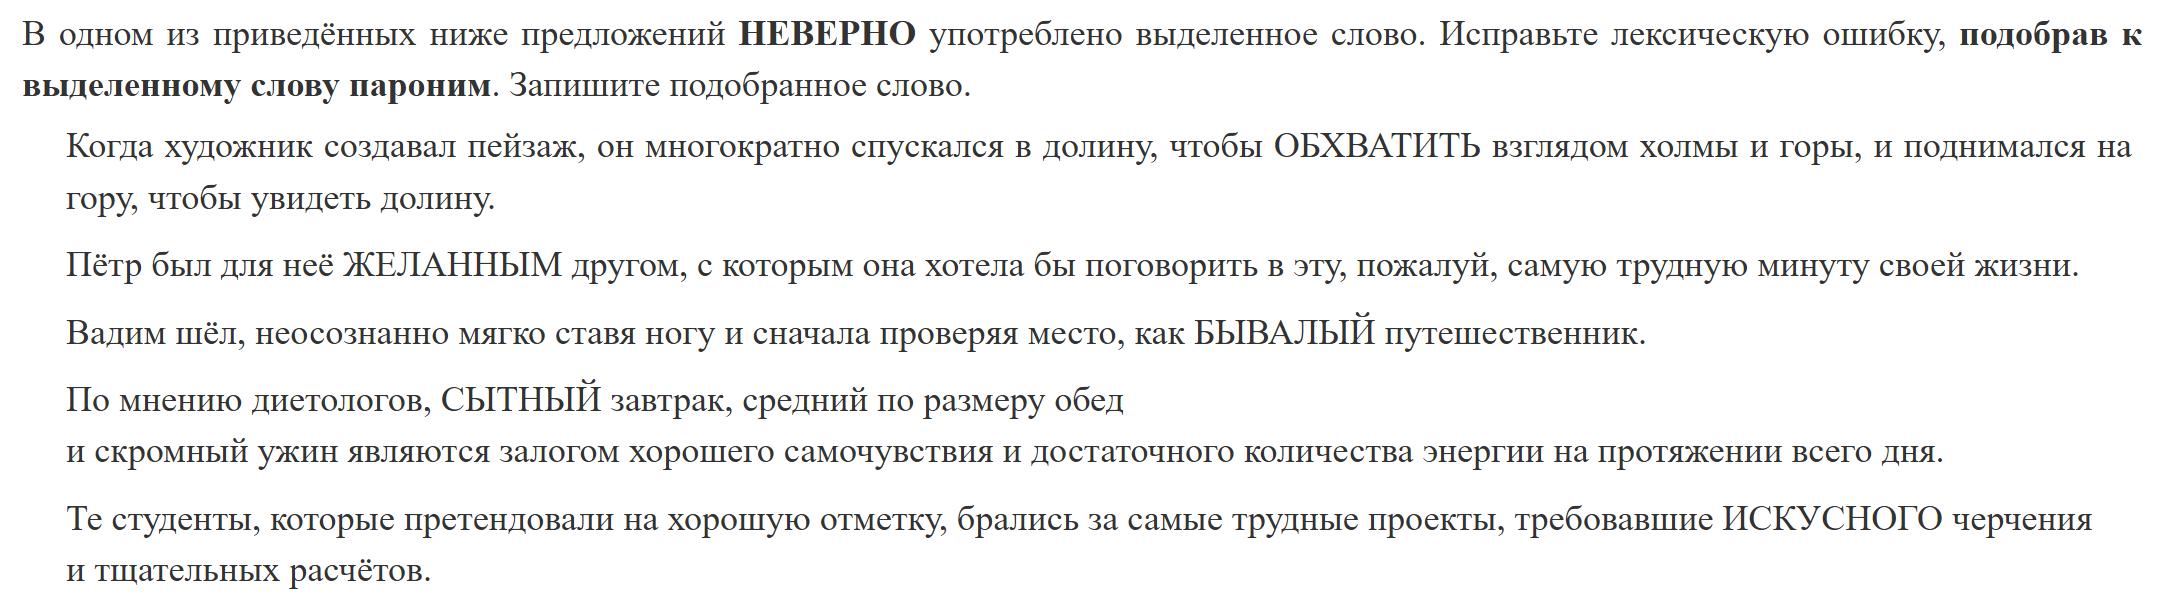 В одном из приведённых ниже предложений НЕВЕРНО употреблено выделенное слово. Исправьте лексическую ошибку, подобрав к
выделенному слову пароним. Запишите подобранное слово.
Когда художник создавал пейзаж, он многократно спускался в долину, чтобы ОБХВАТИТЬ взглядом холмы и горы, и поднимался на
гору, чтобы увидеть долину.
Пётр был для неё ЖЕЛАННЫМ другом, с которым она хотела бы поговорить в эту, пожалуй, самую трудную минуту своей жизни.
Вадим шёл, неосознанно мягко ставя ногу и сначала проверяя место, как БЫВАЛЫЙ путешественник.
По мнению диетологов, СЫТНЫЙ завтрак, средний по размеру обед
и скромный ужин являются залогом хорошего самочувствия и достаточного количества энергии на протяжении всего дня.
Те студенты, которые претендовали на хорошую отметку, брались за самые трудные проекты, требовавшие ИСКУСНОГО черчения
и тщательных расчётов.